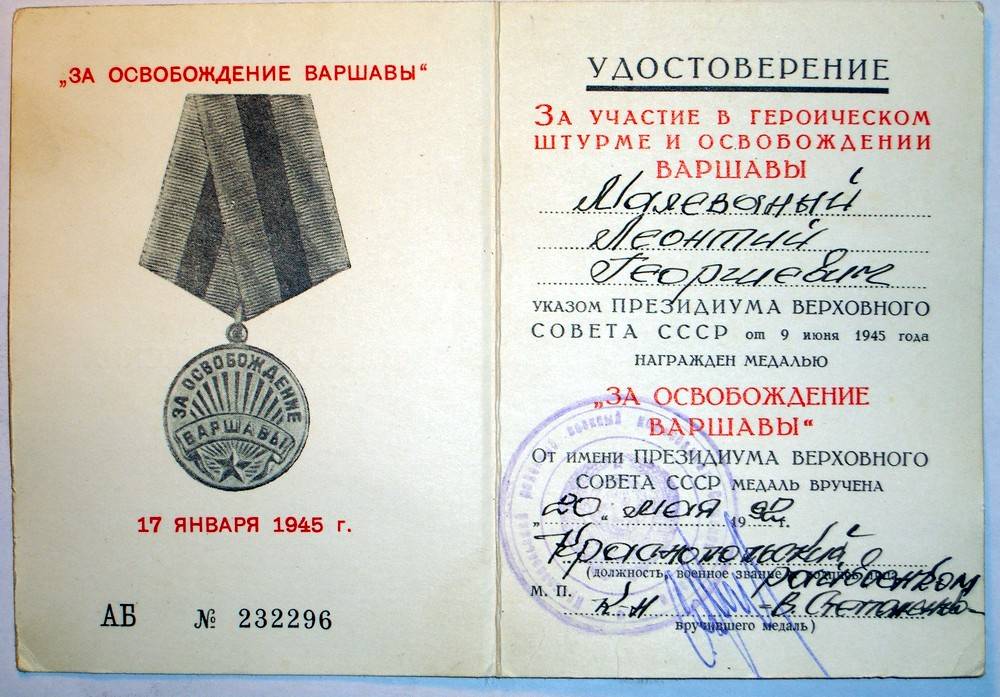 „ЗА ОСВОБОЖДЕНИЕ ВАРШАВЫ“
ЗА ОСВОБОЖДЕНИЕ
ВАРШАВЫ
17 ЯНВАРЯ 1945 г.
АБ № 232296
УДОСТОВЕРЕНИЕ
ЗА УЧАСТИЕ В ГЕРОИЧЕСКОМ
ШТУРМЕ И ОСВОБОЖДЕНИИ
ВАРШАВЫ
Малеваный
Леонтий
Георгиевич
УКАЗОМ ПРЕЗИДИУМА ВЕРХОВНОГО
СОВЕТА СССР от 9 июня 1945 года
НАГРАЖДЕН МЕДАЛЬЮ
„ЗА ОСВОБОЖДЕНИЕ
ВАРШАВЫ“
От имени ПРЕЗИДИУМА ВЕРХОВНОГО
СОВЕТА СССР МЕДАЛЬ ВРУЧЕНА
„20“ мая 19 г.
Краснопольский
(должность, военное звание
райвоенком
М. П. к-н В. Степаненко
вручившего медаль)